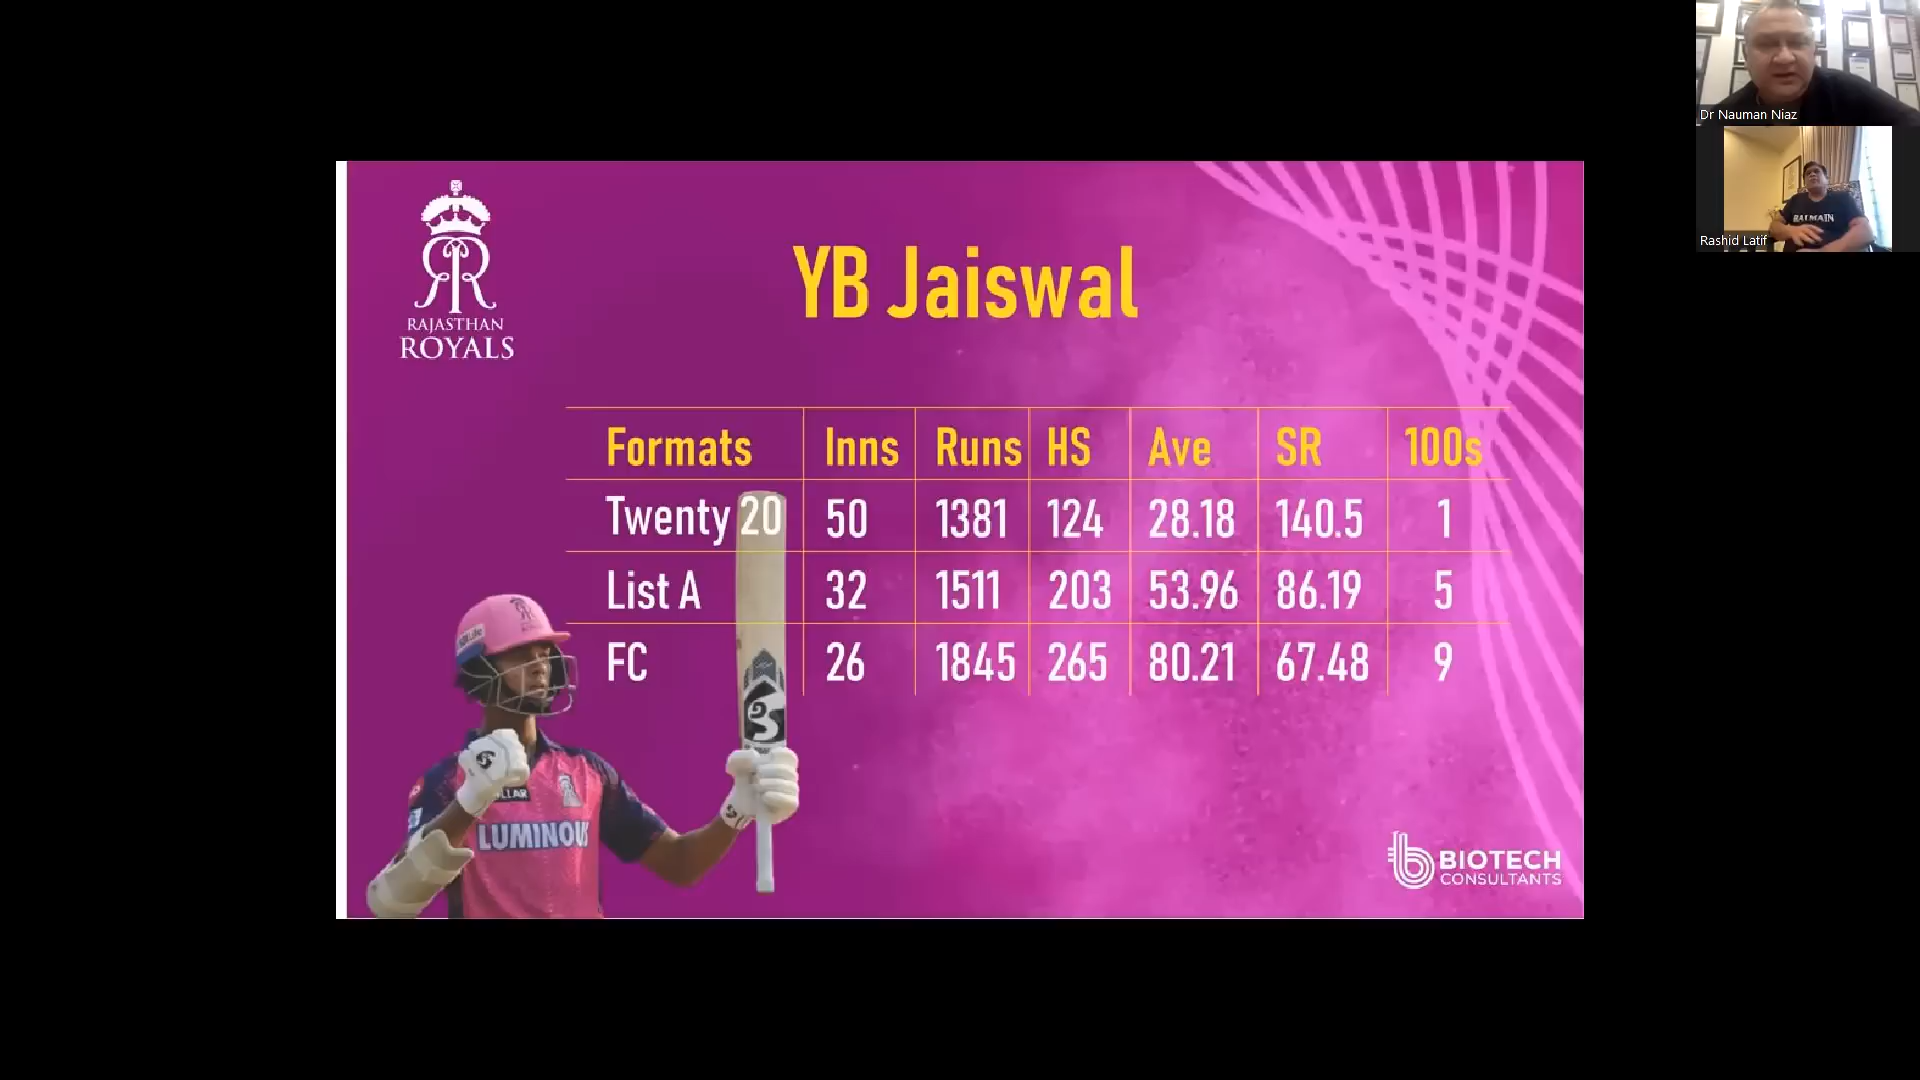 Dr Nauman Niaz
BALMAIN
Rashid Latif
RAJASTHAN
ROYALS
YB Jaiswal
Formats Inns Runs HS Ave SR 100s
Twenty 20 50 1381 124 28.18 140.5 1
List A 32 1511 203 53.96 86.19 5
FC 26 1845 265 80.21 67.48 9
LUMINOUS
BIOTECH
CONSULTANTS